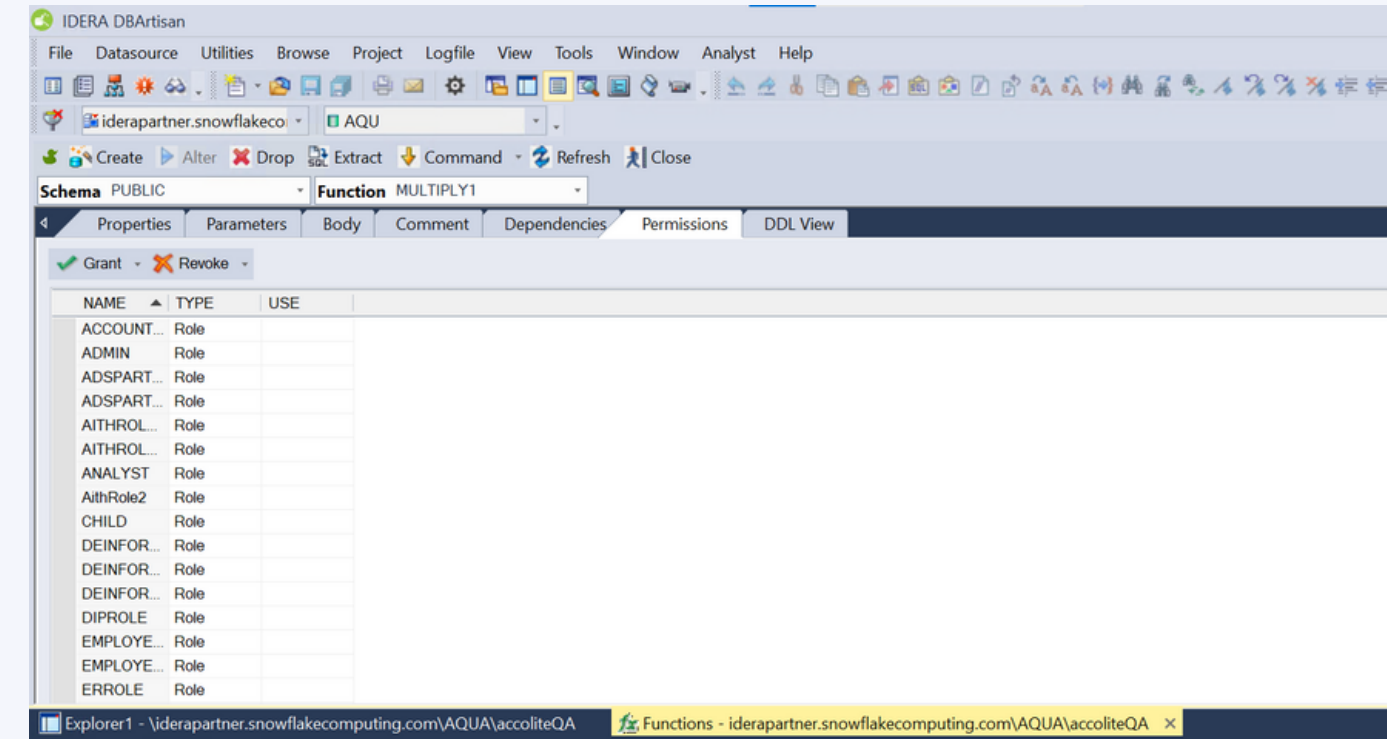 IDERA DBArtisan
File Datasource Utilities Browse Project Logfile View Tools Window Analyst Help
iderapartner.snowflakeco AQU
Create Alter Drop Extract Command Refresh Close
Schema PUBLIC Function MULTIPLY1
Properties Parameters Body Comment Dependencies Permissions DDL View
Grant Revoke
NAME TYPE USE
ACCOUNT... Role
ADMIN Role
ADSPART... Role
ADSPART... Role
AITHROL... Role
AITHROL... Role
ANALYST Role
AithRole2 Role
CHILD Role
DEINFOR... Role
DEINFOR... Role
DEINFOR... Role
DIPROLE Role
EMPLOYE... Role
EMPLOYE... Role
ERROLE Role
Explorer1 - \iderapartner.snowflakecomputing.com\AQUA\accoliteQA Functions - iderapartner.snowflakecomputing.com\AQUA\accoliteQA